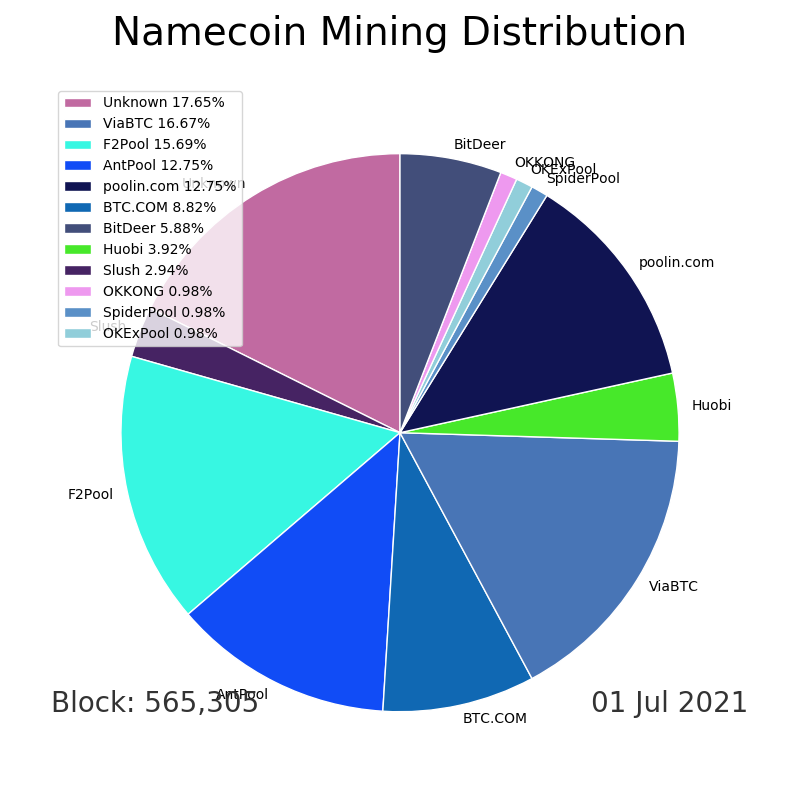 Namecoin Mining Distribution
Unknown 17.65%
ViaBTC 16.67%
F2Pool 15.69%
AntPool 12.75%
poolin.com 12.75%
BTC.COM 8.82%
BitDeer 5.88%
Huobi 3.92%
Slush 2.94%
OKKONG 0.98%
SpiderPool 0.98%
OKExPool 0.98%
BitDeer
OKKONG
OKExPool
SpiderPool
Unknown
poolin.com
Slush
Huobi
F2Pool
ViaBTC
AntPool
BTC.COM
Block: 565,305
01 Jul 2021